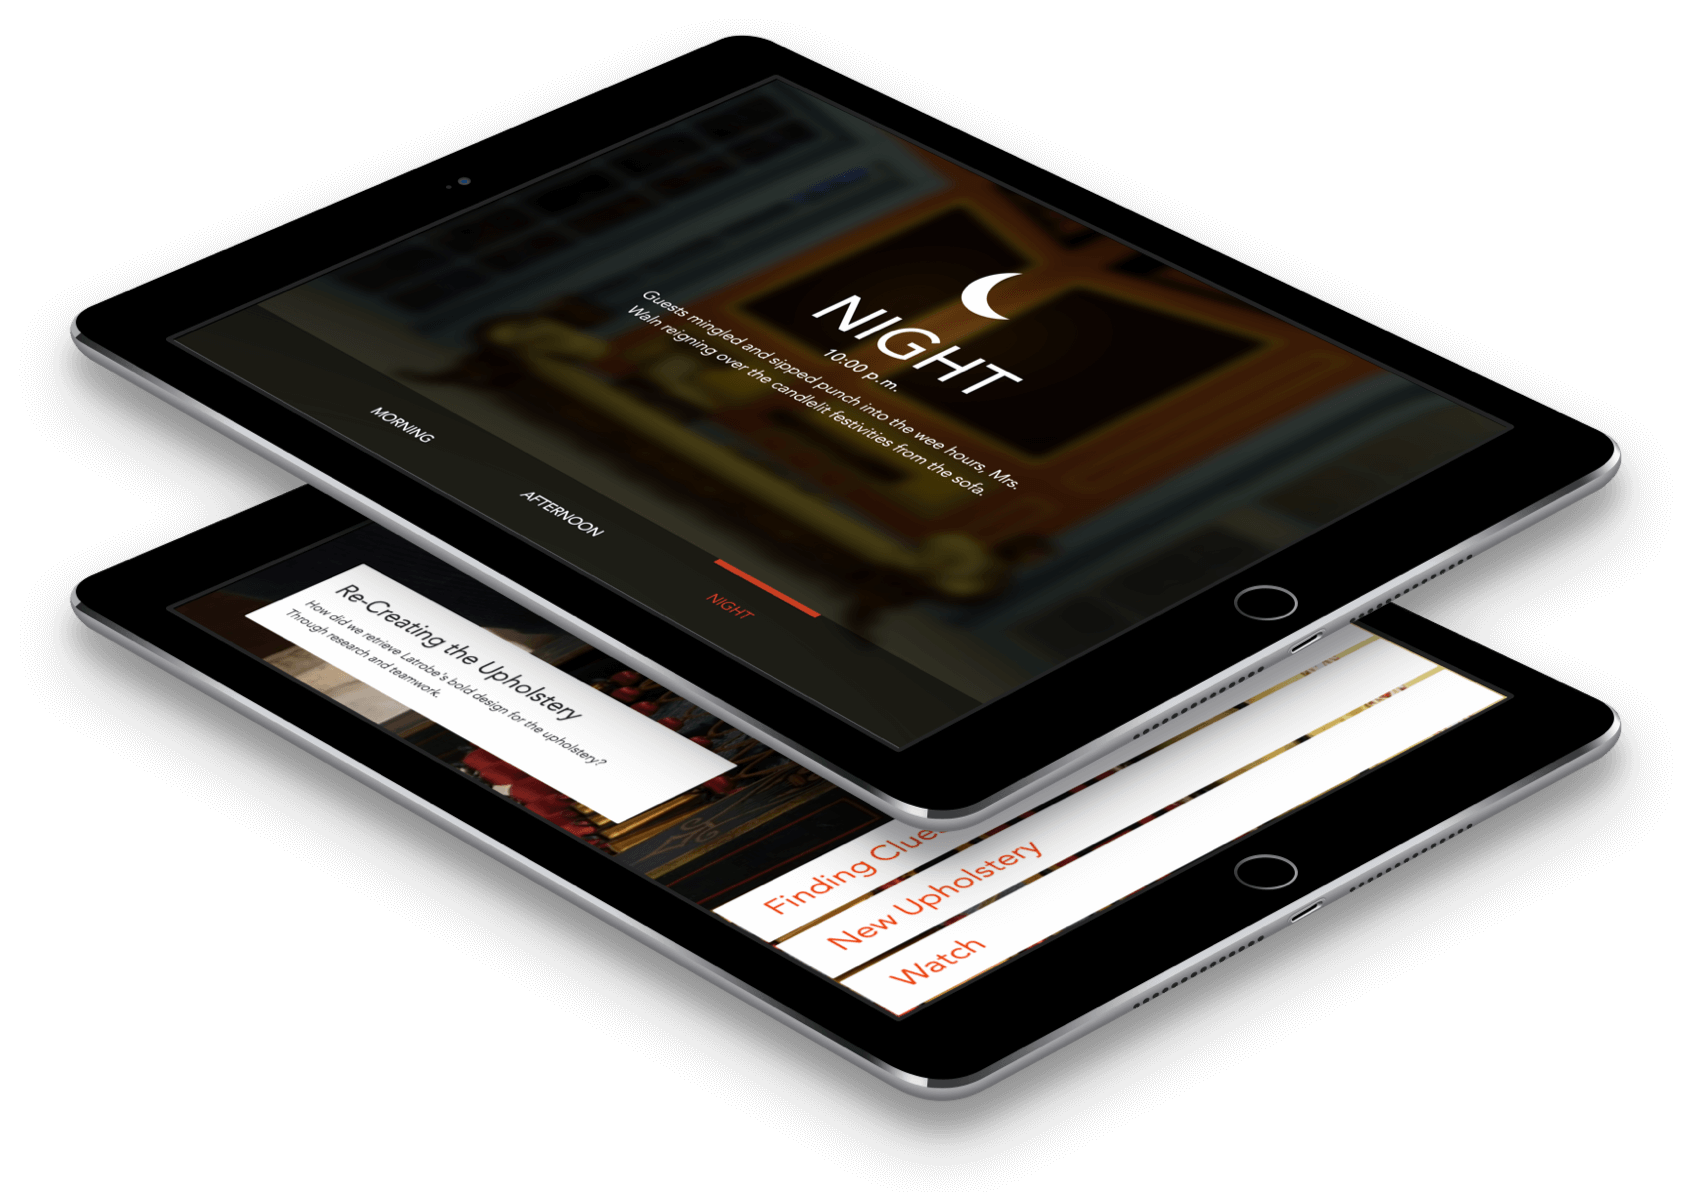 NIGHT
10:00 p.m.
Guests mingled and sipped punch into the wee hours, Mrs.
Waln reigning over the candlelit festivities from the sofa.
MORNING
AFTERNOON
NIGHT
Re-Creating the Upholstery
How did we retrieve Latrobe's bold design for the upholstery?
Through research and teamwork.
Finding
New Upholstery
Watch